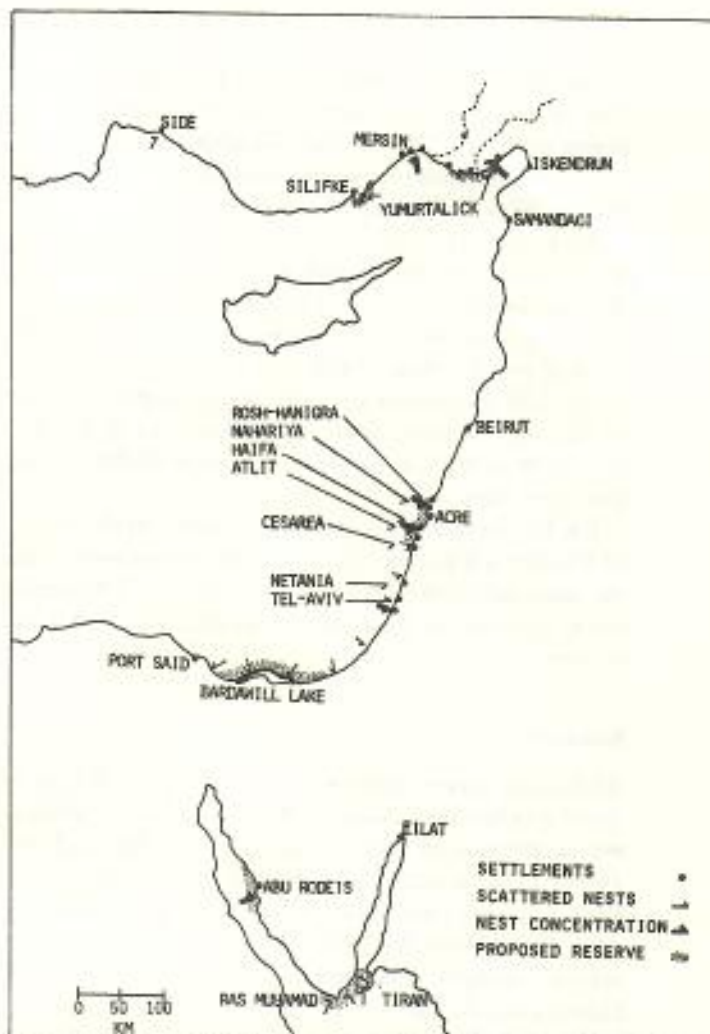 SIDE
?
MERSIN
ISKENDRUN
SILIFKE
YUMURTALICK
SAMANDAGI
ROSH-HANIGRA
NAHARIYA
BEIRUT
HAIFA
ATLIT
ACRE
CESAREA
NETANIA
TEL-AVIV
PORT SAID
BARDAWILL LAKE
EILAT
SETTLEMENTS
ABU RODEIS
SCATTERED NESTS
NEST CONCENTRATION
PROPOSED RESERVE
RAS MUHAMAD
TIRAN
0 50 100
KM